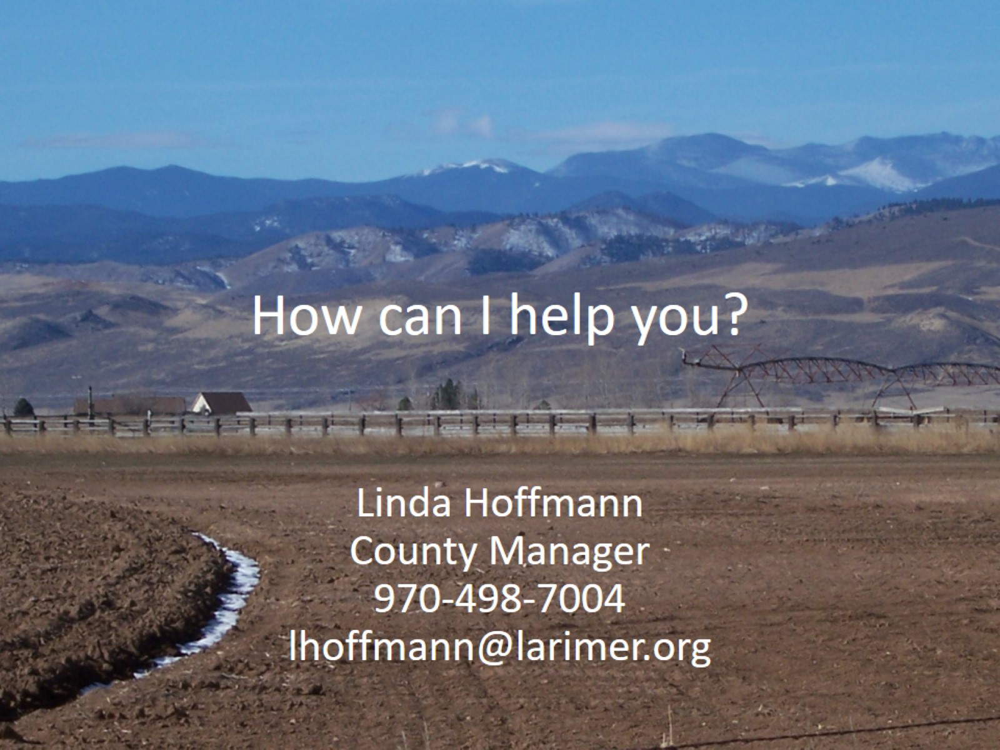 How can I help you?
Linda Hoffmann
County Manager
970-498-7004
lhoffmann@larimer.org